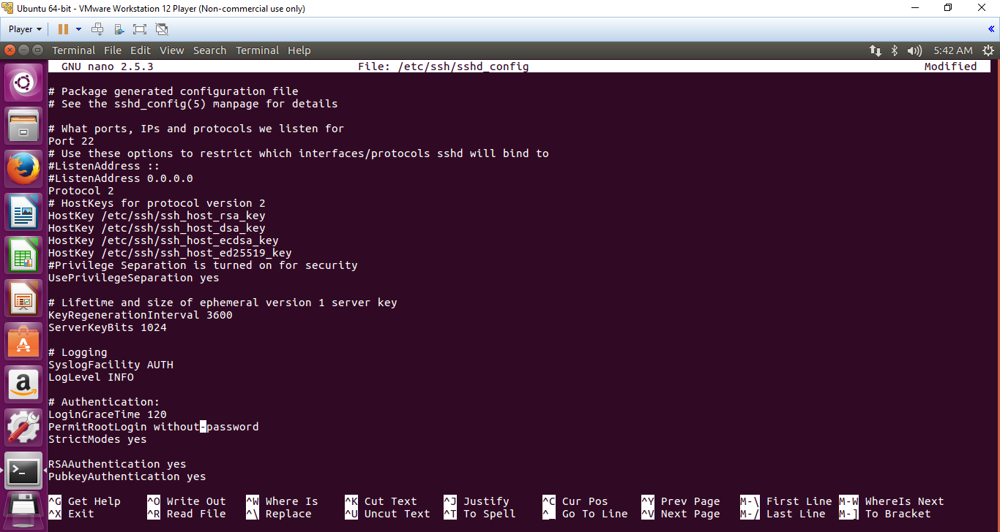 Ubuntu 64-bit - VMware Workstation 12 Player (Non-commercial use only)
Player
Terminal File Edit View Search Terminal Help 5:42 AM
GNU nano 2.5.3 File: /etc/ssh/sshd_config Modified
# Package generated configuration file
# See the sshd_config(5) manpage for details
# What ports, IPs and protocols we listen for
Port 22
# Use these options to restrict which interfaces/protocols sshd will bind to
#ListenAddress ::
#ListenAddress 0.0.0.0
Protocol 2
# HostKeys for protocol version 2
HostKey /etc/ssh/ssh_host_rsa_key
HostKey /etc/ssh/ssh_host_dsa_key
HostKey /etc/ssh/ssh_host_ecdsa_key
HostKey /etc/ssh/ssh_host_ed25519_key
#Privilege Separation is turned on for security
UsePrivilegeSeparation yes
# Lifetime and size of ephemeral version 1 server key
KeyRegenerationInterval 3600
ServerKeyBits 1024
# Logging
SyslogFacility AUTH
LogLevel INFO
# Authentication:
LoginGraceTime 120
PermitRootLogin without-password
StrictModes yes
RSAAuthentication yes
PubkeyAuthentication yes
^G Get Help ^O Write Out ^W Where Is ^K Cut Text ^J Justify ^C Cur Pos ^Y Prev Page M-\ First Line M-W WhereIs Next
^X Exit ^R Read File ^\ Replace ^U Uncut Text ^T To Spell ^_ Go To Line ^V Next Page M-/ Last Line M-] To Bracket